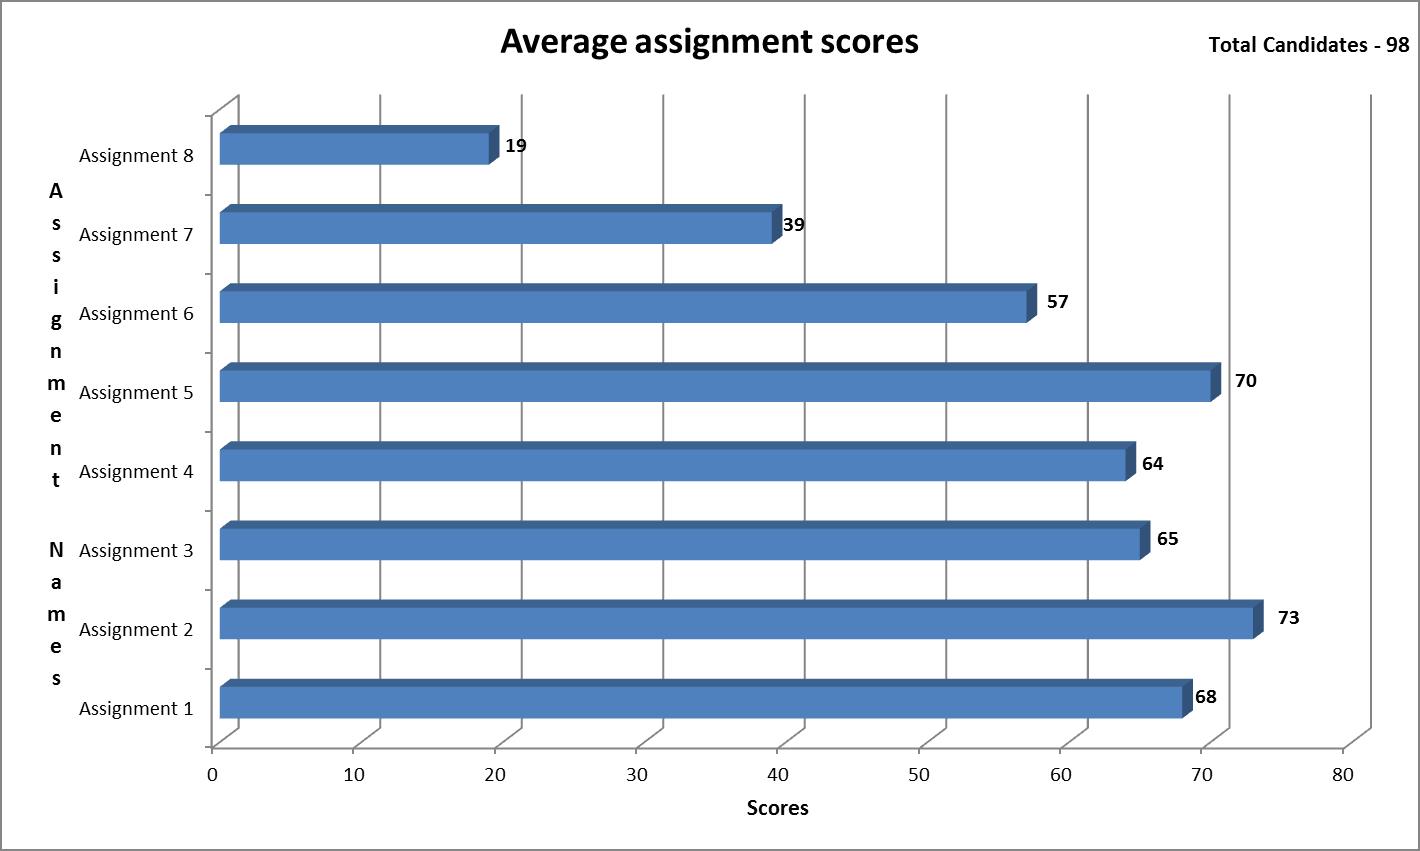 Average assignment scores
Total Candidates - 98
Assignment Names
Assignment 8
19
Assignment 7
39
Assignment 6
57
Assignment 5
70
Assignment 4
64
Assignment 3
65
Assignment 2
73
Assignment 1
68
0 10 20 30 40 50 60 70 80
Scores